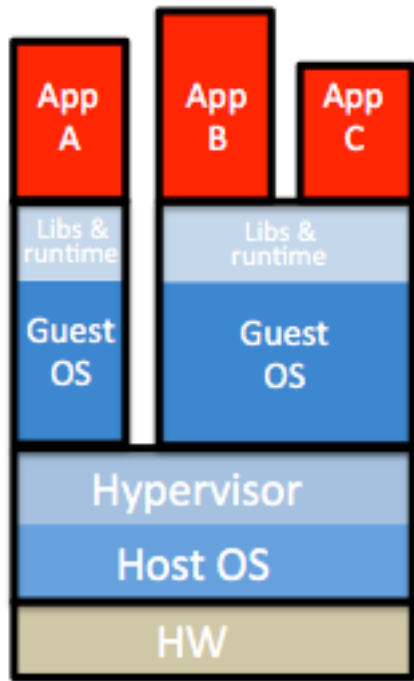 App
A
App
B
App
C
Libs &
runtime
Libs &
runtime
Guest
OS
Guest
OS
Hypervisor
Host OS
HW